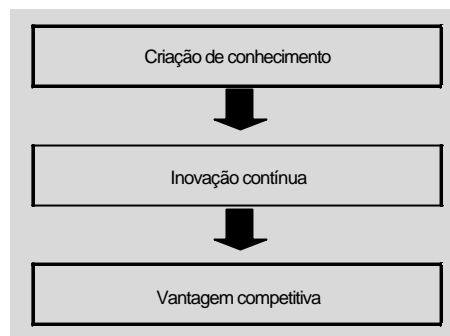 Criação de conhecimento
Inovação contínua
Vantagem competitiva